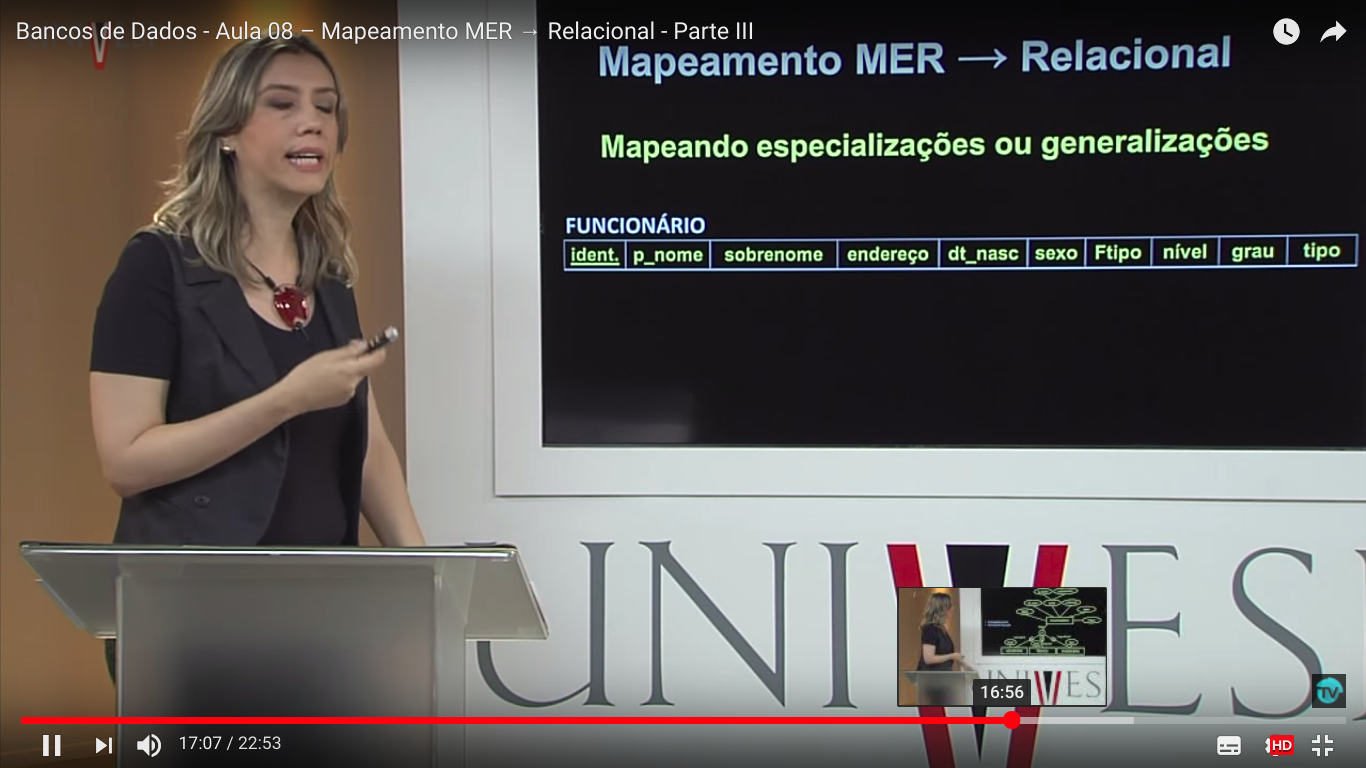 Bancos de Dados - Aula 08 – Mapeamento MER → Relacional - Parte III
Mapeamento MER → Relacional
Mapeando especializações ou generalizações
FUNCIONÁRIO
ident. p_nome sobrenome endereço dt_nasc sexo Ftipo nível grau tipo
UNIVES
UNIVES
16:56
TV
17:07 / 22:53
HD